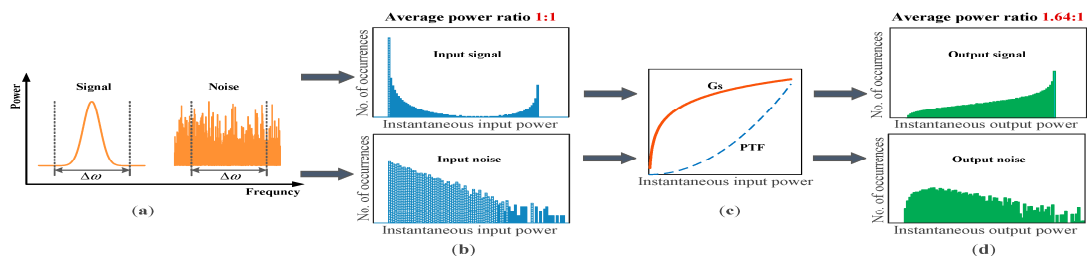 Power
Signal
Noise
Δω
Δω
Frequncy
(a)
Average power ratio 1:1
No. of occurrences
Input signal
Instantaneous input power
No. of occurrences
Input noise
Instantaneous input power
(b)
Gs
PTF
Instantaneous input power
(c)
Average power ratio 1.64:1
No. of occurrences
Output signal
Instantaneous output power
No. of occurrences
Output noise
Instantaneous output power
(d)